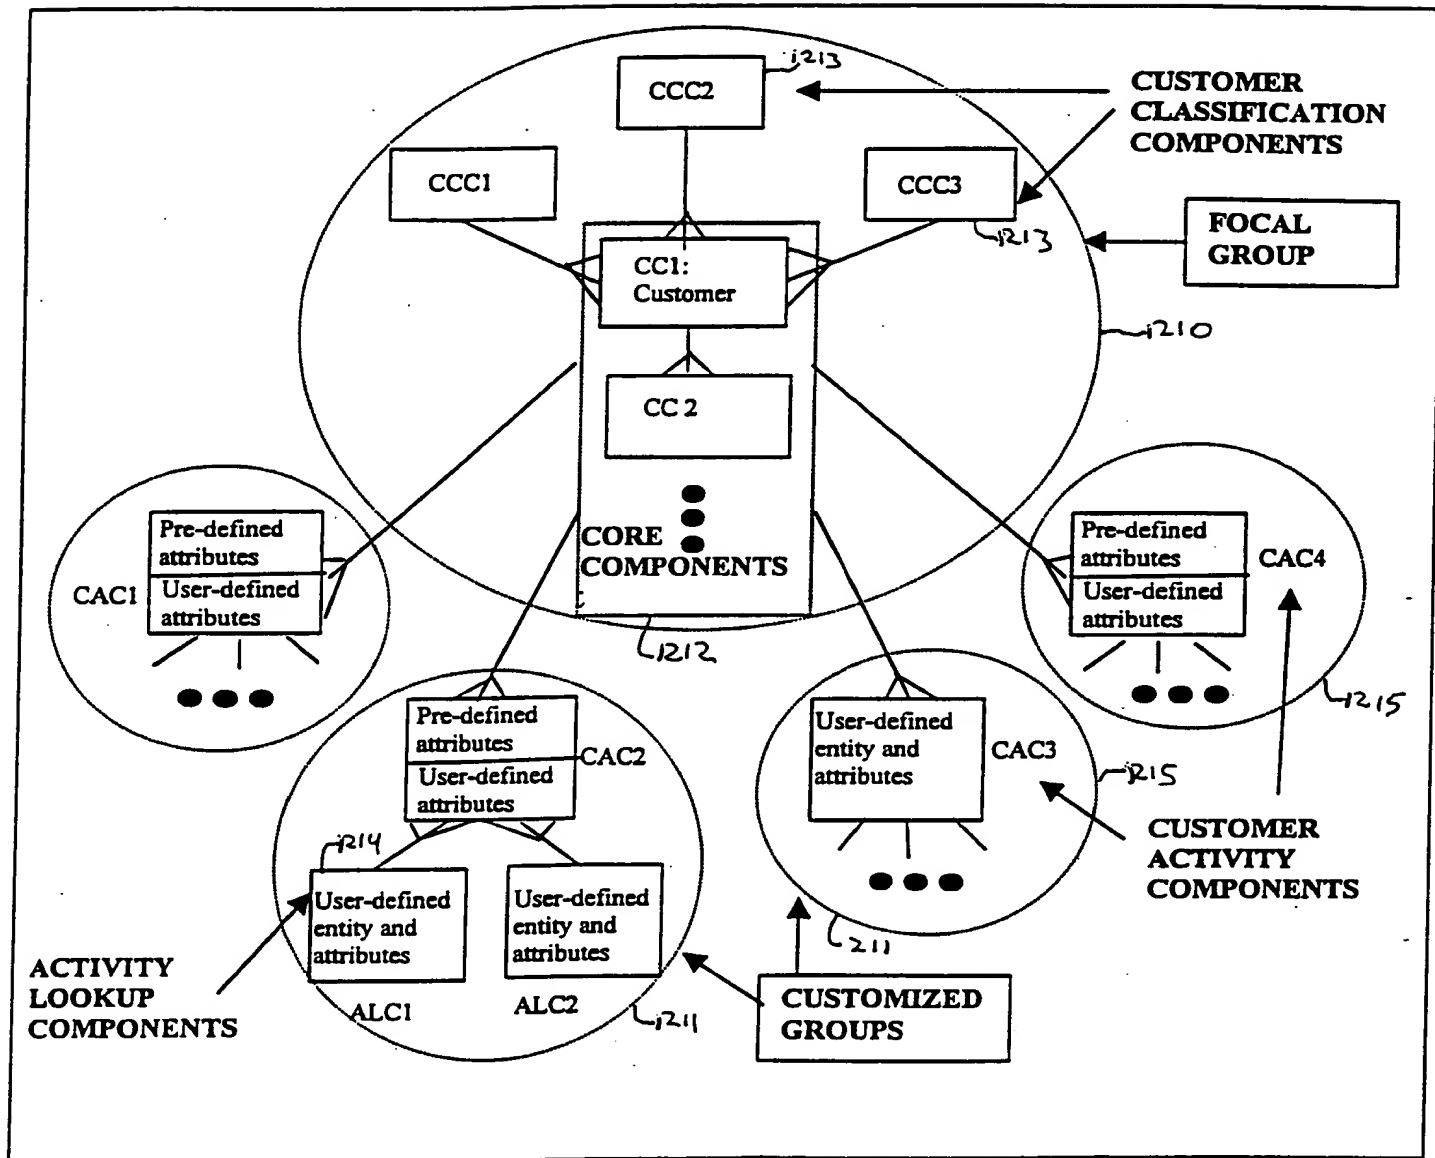 1213
CCC2
CUSTOMER
CLASSIFICATION
COMPONENTS
CCC1
CCC3
1213
FOCAL
GROUP
CC1:
Customer
1210
CC 2
CORE
COMPONENTS
Pre-defined
attributes
User-defined
attributes
CAC1
Pre-defined
attributes
User-defined
attributes
CAC4
1212
1215
Pre-defined
attributes
User-defined
attributes
CAC2
User-defined
entity and
attributes
CAC3
1215
CUSTOMER
ACTIVITY
COMPONENTS
1214
User-defined
entity and
attributes
User-defined
entity and
attributes
1211
ACTIVITY
LOOKUP
COMPONENTS
ALC1
ALC2
1211
CUSTOMIZED
GROUPS